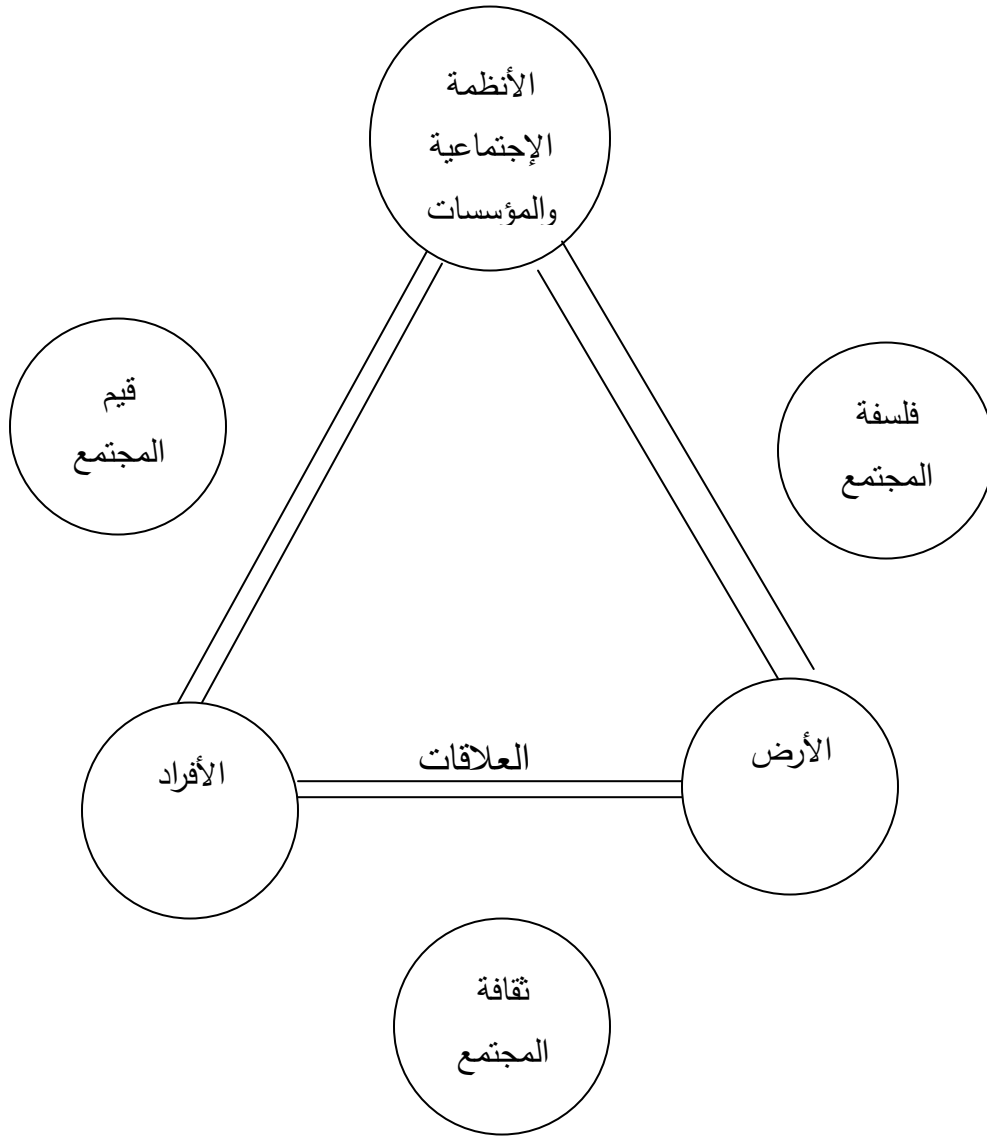 الأنظمة
الإجتماعية
والمؤسسات
قيم
المجتمع
فلسفة
المجتمع
العلاقات
الأرض
الأفراد
ثقافة
المجتمع